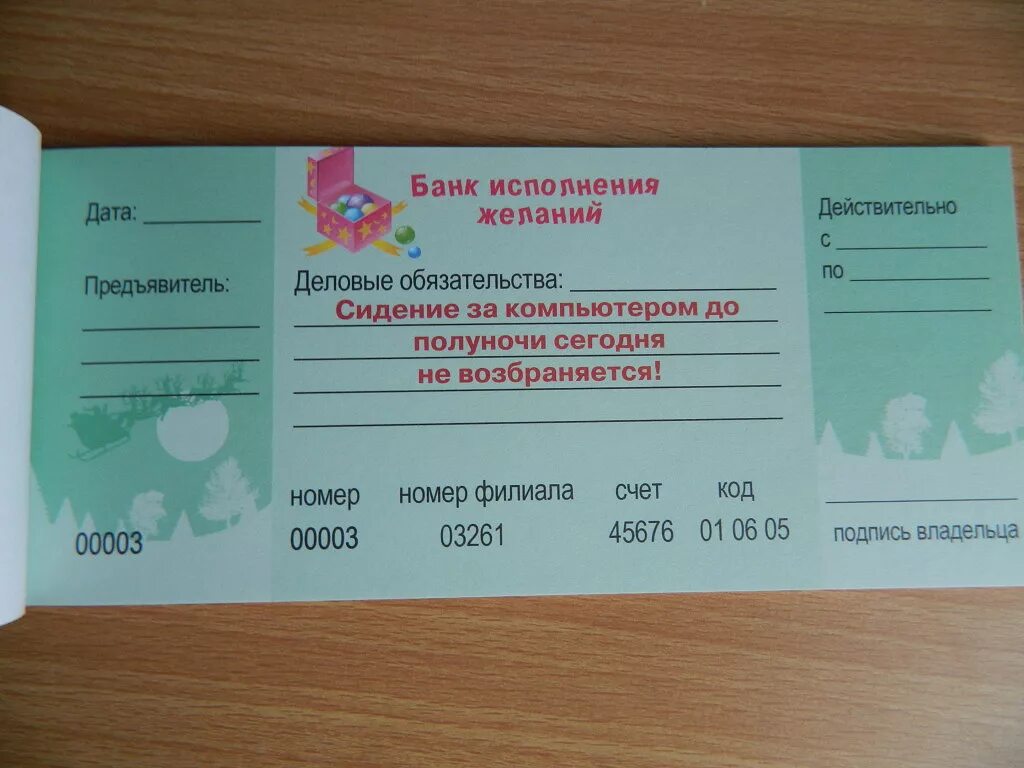 Дата:
Предъявитель:
00003
Банк исполнения
желаний
Деловые обязательства:
Сидение за компьютером до
полуночи сегодня
не возбраняется!
номер номер филиала счет код
00003 03261 45676 01 06 05
Действительно
с
по
подпись владельца